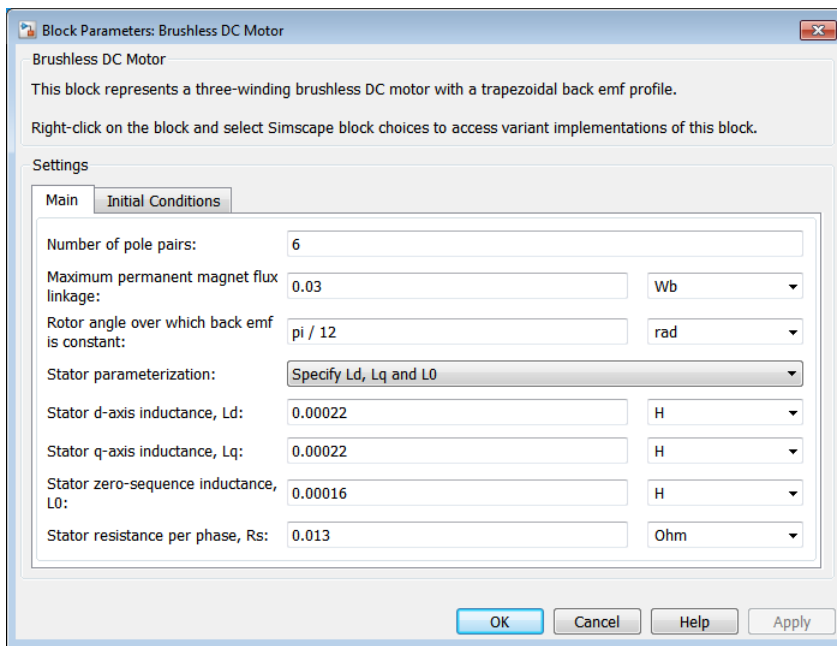 Block Parameters: Brushless DC Motor
Brushless DC Motor
This block represents a three-winding brushless DC motor with a trapezoidal back emf profile.
Right-click on the block and select Simscape block choices to access variant implementations of this block.
Settings
Main Initial Conditions
Number of pole pairs: 6
Maximum permanent magnet flux
linkage: 0.03 Wb
Rotor angle over which back emf
is constant: pi / 12 rad
Stator parameterization: Specify Ld, Lq and L0
Stator d-axis inductance, Ld: 0.00022 H
Stator q-axis inductance, Lq: 0.00022 H
Stator zero-sequence inductance,
L0: 0.00016 H
Stator resistance per phase, Rs: 0.013 Ohm
OK Cancel Help Apply